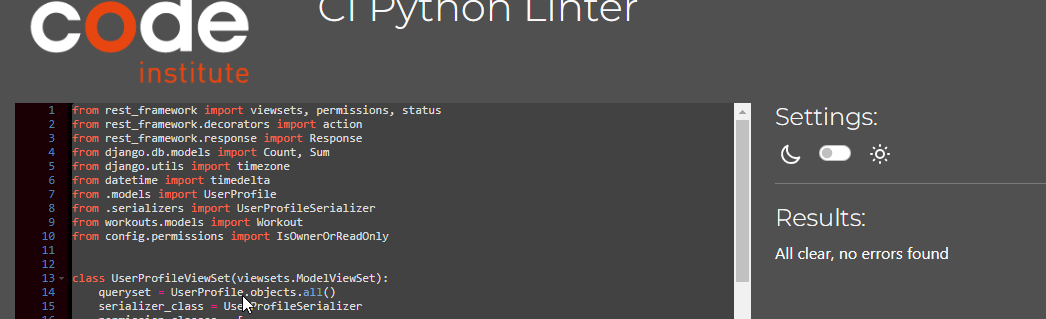 code
institute
CI Python Linter
1 from rest_framework import viewsets, permissions, status
2 from rest_framework.decorators import action
3 from rest_framework.response import Response
4 from django.db.models import Count, Sum
5 from django.utils import timezone
6 from datetime import timedelta
7 from .models import UserProfile
8 from .serializers import UserProfileSerializer
9 from workouts.models import Workout
10 from config.permissions import IsOwnerOrReadOnly
11
12
13 class UserProfileViewSet(viewsets.ModelViewSet):
14 queryset = UserProfile.objects.all()
15 serializer_class = UserProfileSerializer
16 permission_classes = [
Settings:
Results:
All clear, no errors found